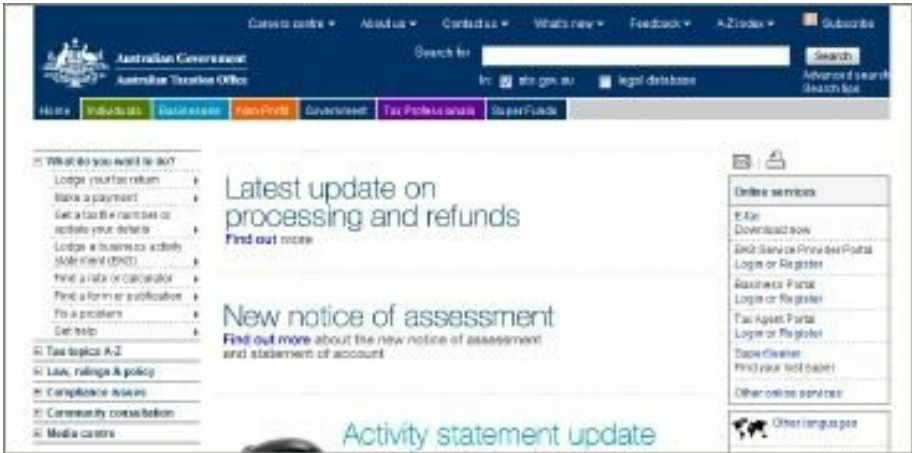 Careers centre About us Contact us What's new Feedback A-Z index Subscribe
Australian Government
Australian Taxation Office
Search for Search
In: ato.gov.au legal database
Advanced search
Search tips
Home Individuals Businesses Non-Profit Government Tax Professionals Super Funds
What do you want to do?
Lodge your tax return
Make a payment
Get a tax file number or
update your details
Lodge a business activity
statement (BAS)
Find a rate or calculator
Find a form or publication
Fix a problem
Get help
Tax topics A-Z
Law, rulings & policy
Compliance issues
Community consultation
Media centre
Latest update on
processing and refunds
Find out more
New notice of assessment
Find out more about the new notice of assessment
and statement of account
Activity statement update
Online services
E-tax
Download now
BAS Service Provider Portal
Login or Register
Business Portal
Login or Register
Tax Agent Portal
Login or Register
SuperSeeker
Find your lost super
Other online services
Other languages